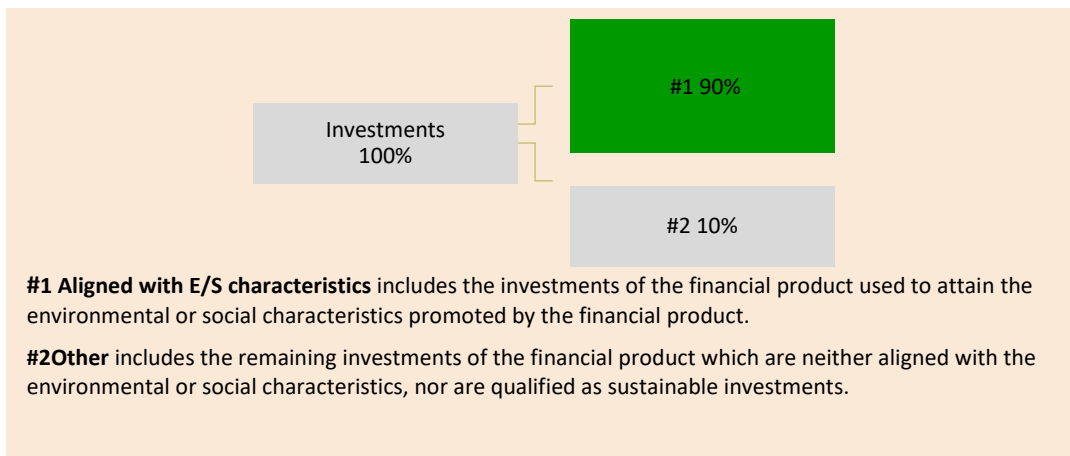 #1 90%
Investments
100%
#2 10%
#1 Aligned with E/S characteristics includes the investments of the financial product used to attain the
environmental or social characteristics promoted by the financial product.
#2Other includes the remaining investments of the financial product which are neither aligned with the
environmental or social characteristics, nor are qualified as sustainable investments.